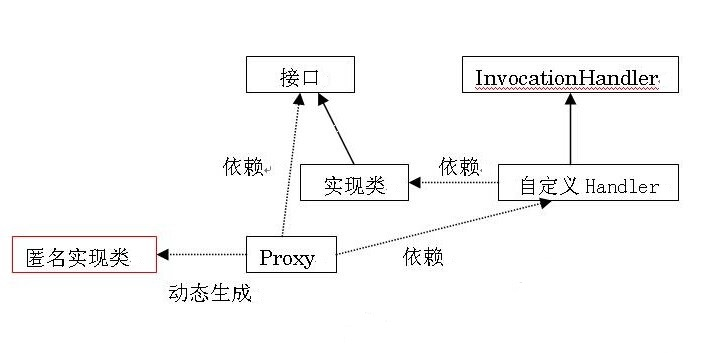 接口
InvocationHandler
依赖
实现类
依赖
自定义 Handler
匿名实现类
Proxy
依赖
动态生成